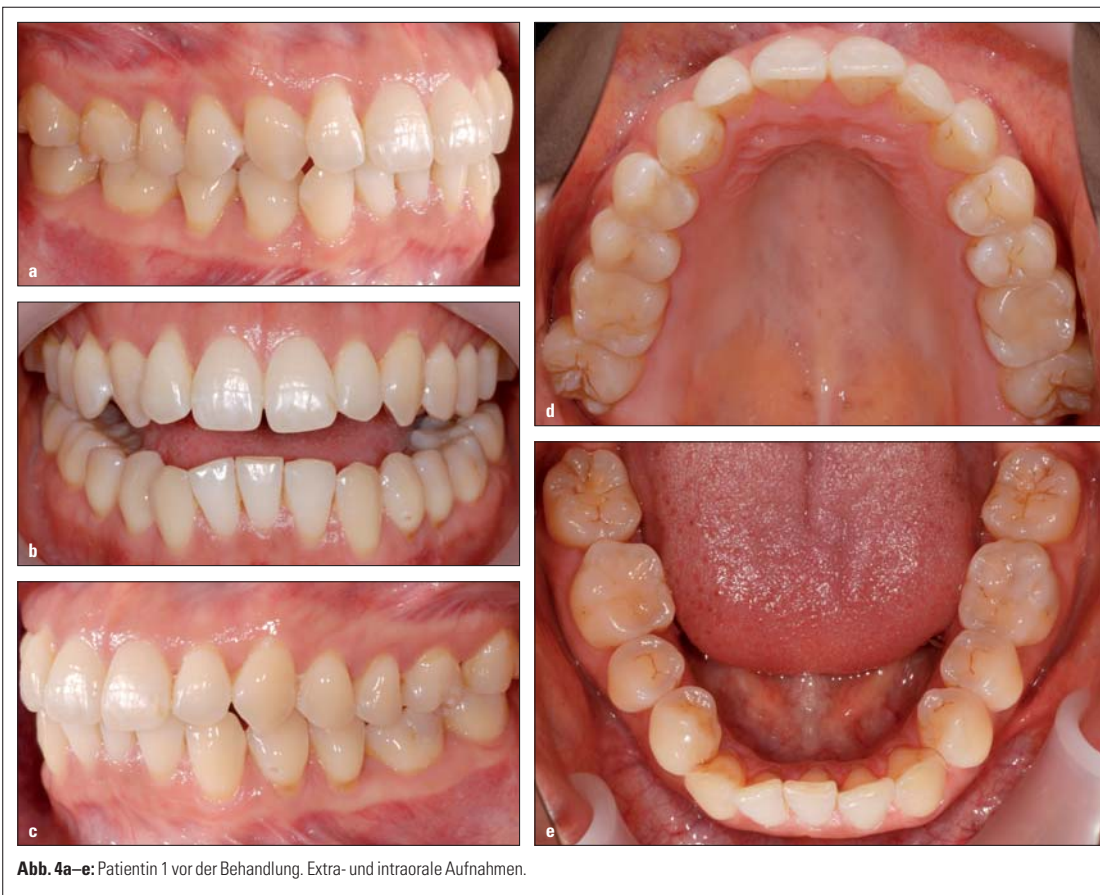 a
b
c
d
e
Abb. 4a–e: Patientin 1 vor der Behandlung. Extra- und intraorale Aufnahmen.